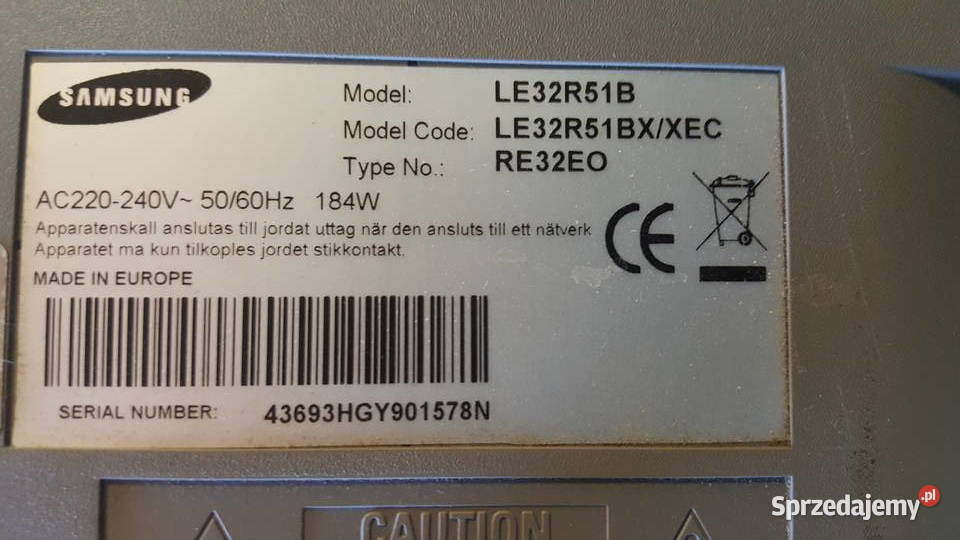 SAMSUNG
Model: LE32R51B
Model Code: LE32R51BX/XEC
Type No.: RE32EO
AC220-240V~ 50/60Hz 184W
Apparatenskall anslutas till jordat uttag när den ansluts till ett nätverk
Apparatet ma kun tilkoples jordet stikkontakt.
MADE IN EUROPE
CE
SERIAL NUMBER: 43693HGY901578N
CAUTION
Sprzedajemy.pl